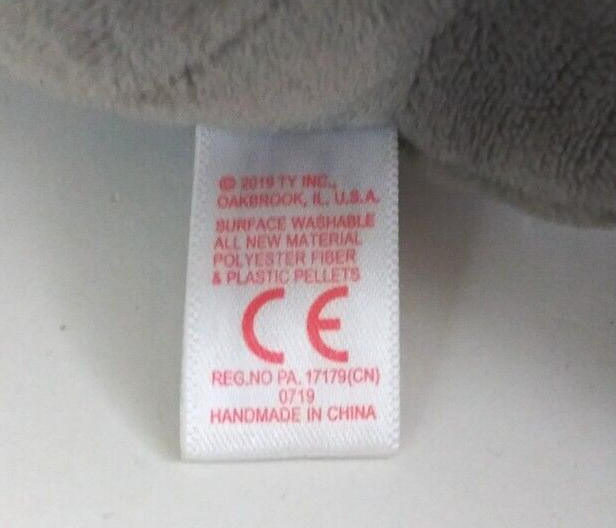 © 2019 TY INC.,
OAKBROOK, IL, U.S.A.
SURFACE WASHABLE
ALL NEW MATERIAL
POLYESTER FIBER
& PLASTIC PELLETS
CE
REG.NO PA. 17179(CN)
0719
HANDMADE IN CHINA